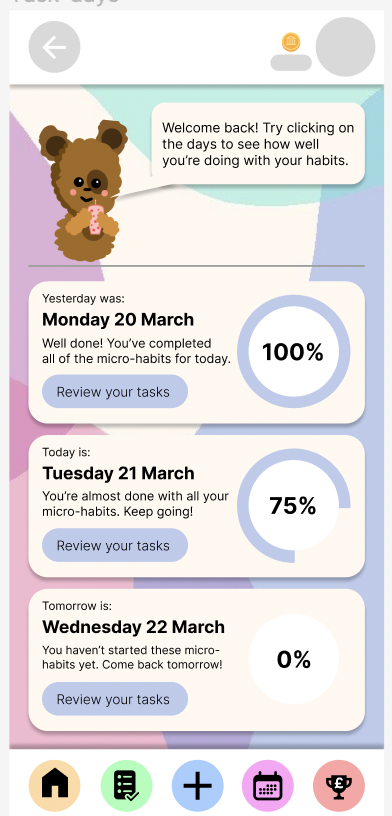 Welcome back! Try clicking on
the days to see how well
you're doing with your habits.
Yesterday was:
Monday 20 March
Well done! You've completed
all of the micro-habits for today.
100%
Review your tasks
Today is:
Tuesday 21 March
You're almost done with all your
micro-habits. Keep going!
75%
Review your tasks
Tomorrow is:
Wednesday 22 March
You haven't started these micro-
habits yet. Come back tomorrow!
0%
Review your tasks
£